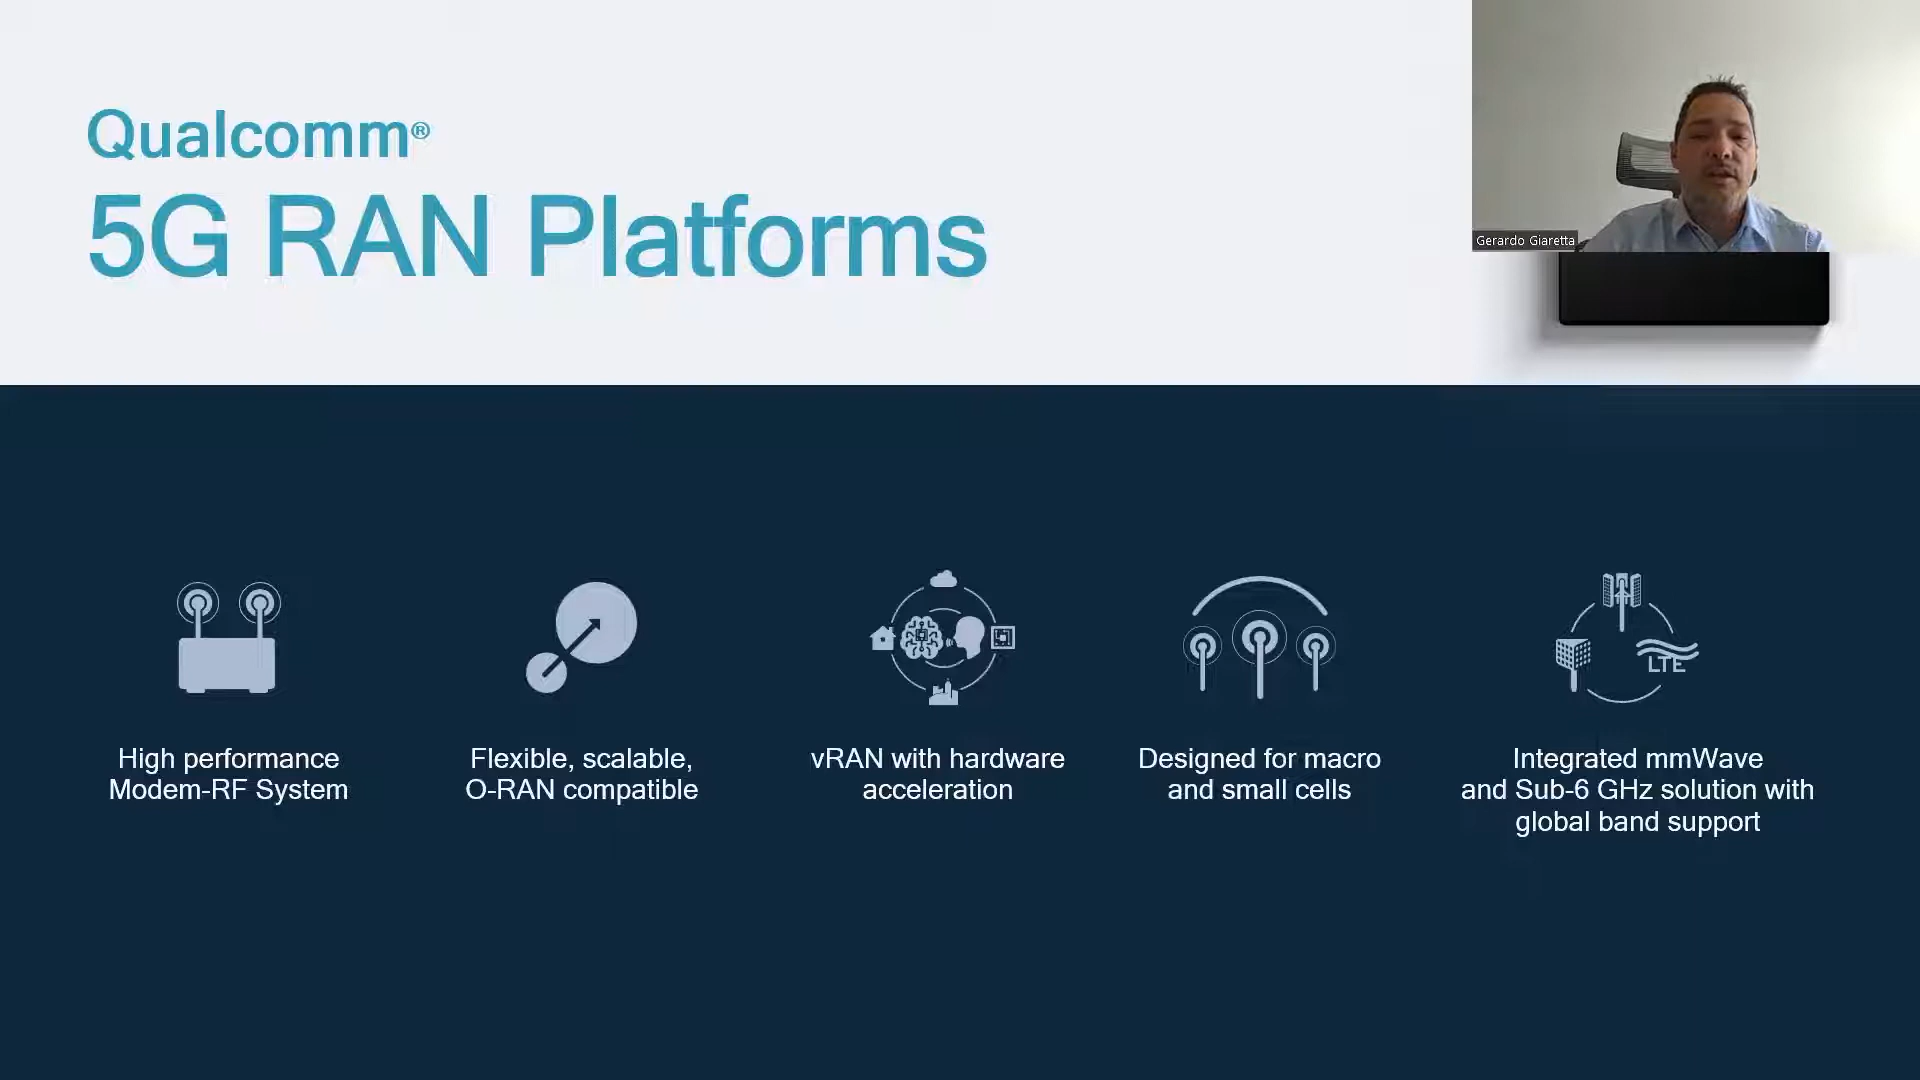 Qualcomm®
5G RAN Platforms
Gerardo Giaretta
High performance
Modem-RF System
Flexible, scalable,
O-RAN compatible
vRAN with hardware
acceleration
Designed for macro
and small cells
LTE
Integrated mmWave
and Sub-6 GHz solution with
global band support